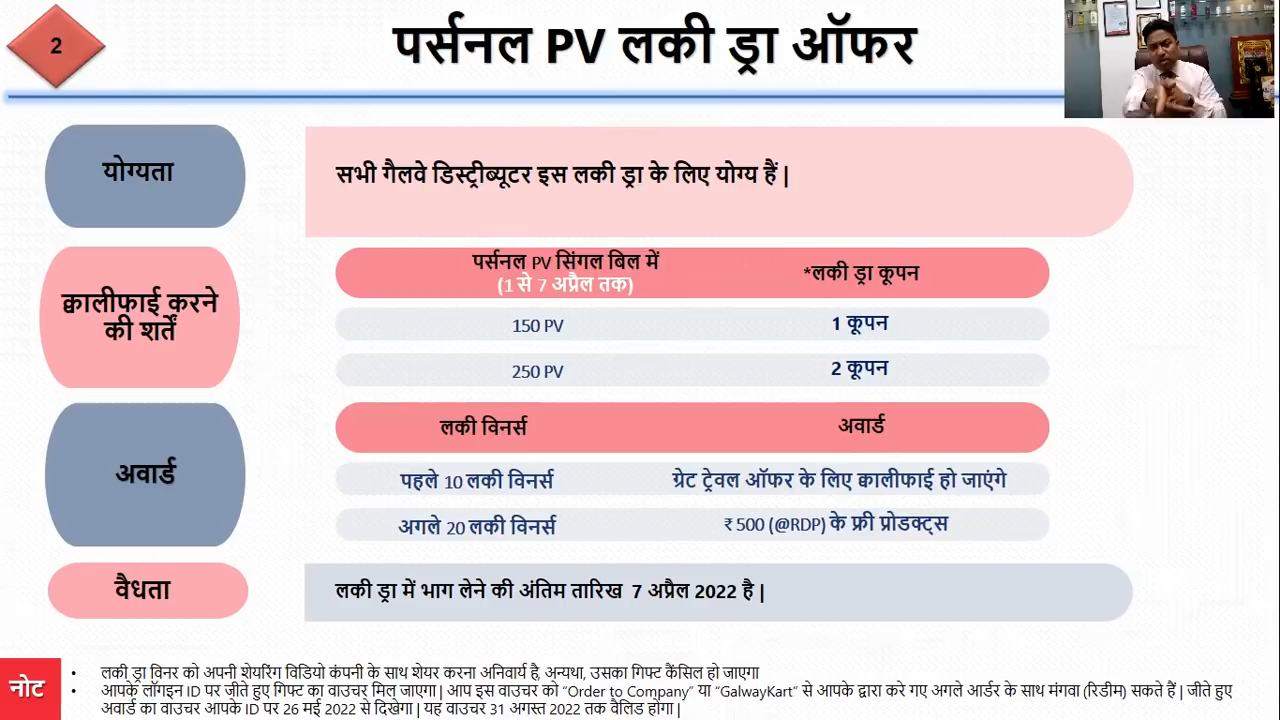 2
पर्सनल PV लकी ड्रा ऑफर
योग्यता
सभी गैलवे डिस्ट्रीब्यूटर इस लकी ड्रा के लिए योग्य हैं |
क्वालीफाई करने
की शर्तें
पर्सनल PV सिंगल बिल में
(1 से 7 अप्रैल तक)
*लकी ड्रा कूपन
150 PV
1 कूपन
250 PV
2 कूपन
अवार्ड
लकी विनर्स
अवार्ड
पहले 10 लकी विनर्स
ग्रेट ट्रेवल ऑफर के लिए क्वालीफाई हो जाएंगे
अगले 20 लकी विनर्स
₹ 500 (@RDP) के फ्री प्रोडक्ट्स
वैधता
लकी ड्रा में भाग लेने की अंतिम तारिख 7 अप्रैल 2022 है |
नोट
• लकी ड्रा विनर को अपनी शेयरिंग विडियो कंपनी के साथ शेयर करना अनिवार्य है, अन्यथा, उसका गिफ्ट कैंसिल हो जाएगा
• आपके लॉगइन ID पर जीते हुए गिफ्ट का वाउचर मिल जाएगा | आप इस वाउचर को “Order to Company” या “GalwayKart” से आपके द्वारा करे गए अगले आर्डर के साथ मंगवा (रिडीम) सकते हैं | जीते हुए
अवार्ड का वाउचर आपके ID पर 26 मई 2022 से दिखेगा | यह वाउचर 31 अगस्त 2022 तक वैलिड होगा |